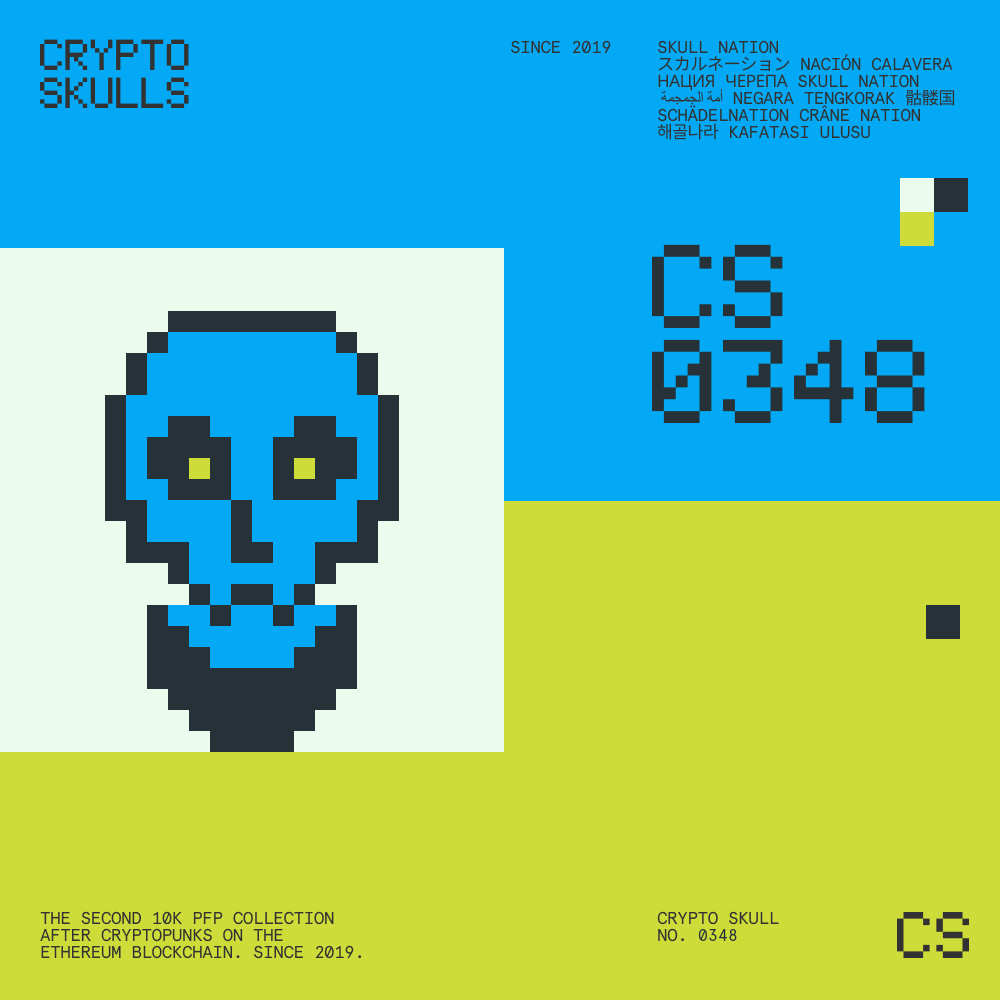 CRYPTO
SKULLS
SINCE 2019
SKULL NATION
スカルネーション NACIÓN CALAVERA
НАЦИЯ ЧЕРЕПА SKULL NATION
أمة الجمجمة NEGARA TENGKORAK 骷髅国
SCHÄDELNATION CRÂNE NATION
해골나라 KAFATASI ULUSU
CS
0348
THE SECOND 10K PFP COLLECTION
AFTER CRYPTOPUNKS ON THE
ETHEREUM BLOCKCHAIN. SINCE 2019.
CRYPTO SKULL
NO. 0348
CS